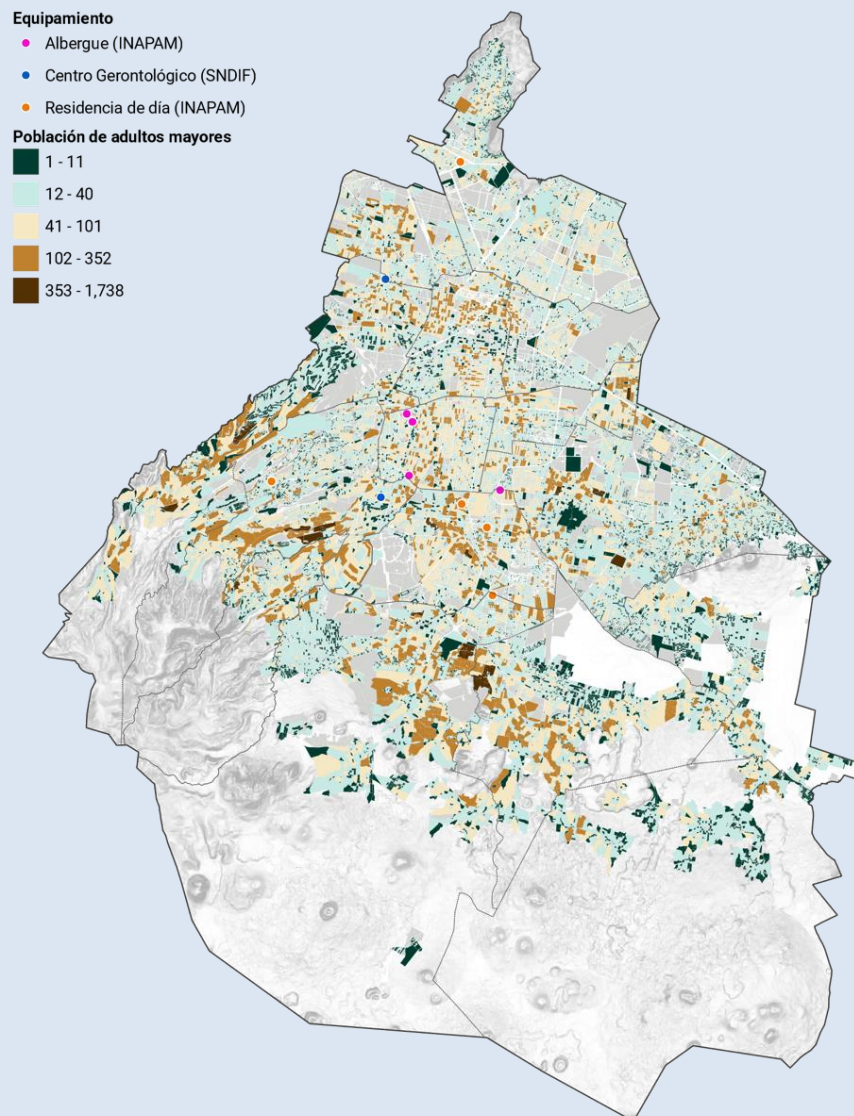 Equipamiento
Albergue (INAPAM)
Centro Gerontológico (SNDIF)
Residencia de día (INAPAM)
Población de adultos mayores
1 - 11
12 - 40
41 - 101
102 - 352
353 - 1,738